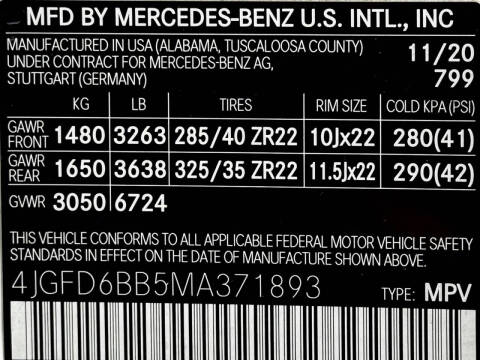 MFD BY MERCEDES-BENZ U.S. INTL., INC
MANUFACTURED IN USA (ALABAMA, TUSCALOOSA COUNTY) 11/20
UNDER CONTRACT FOR MERCEDES-BENZ AG,
STUTTGART (GERMANY) 799
KG LB TIRES RIM SIZE COLD KPA (PSI)
GAWR FRONT 1480 3263 285/40 ZR22 10Jx22 280(41)
GAWR REAR 1650 3638 325/35 ZR22 11.5Jx22 290(42)
GVWR 3050 6724
THIS VEHICLE CONFORMS TO ALL APPLICABLE FEDERAL MOTOR VEHICLE SAFETY
STANDARDS IN EFFECT ON THE DATE OF MANUFACTURE SHOWN ABOVE.
4JGFD6BB5MA371893 TYPE: MPV